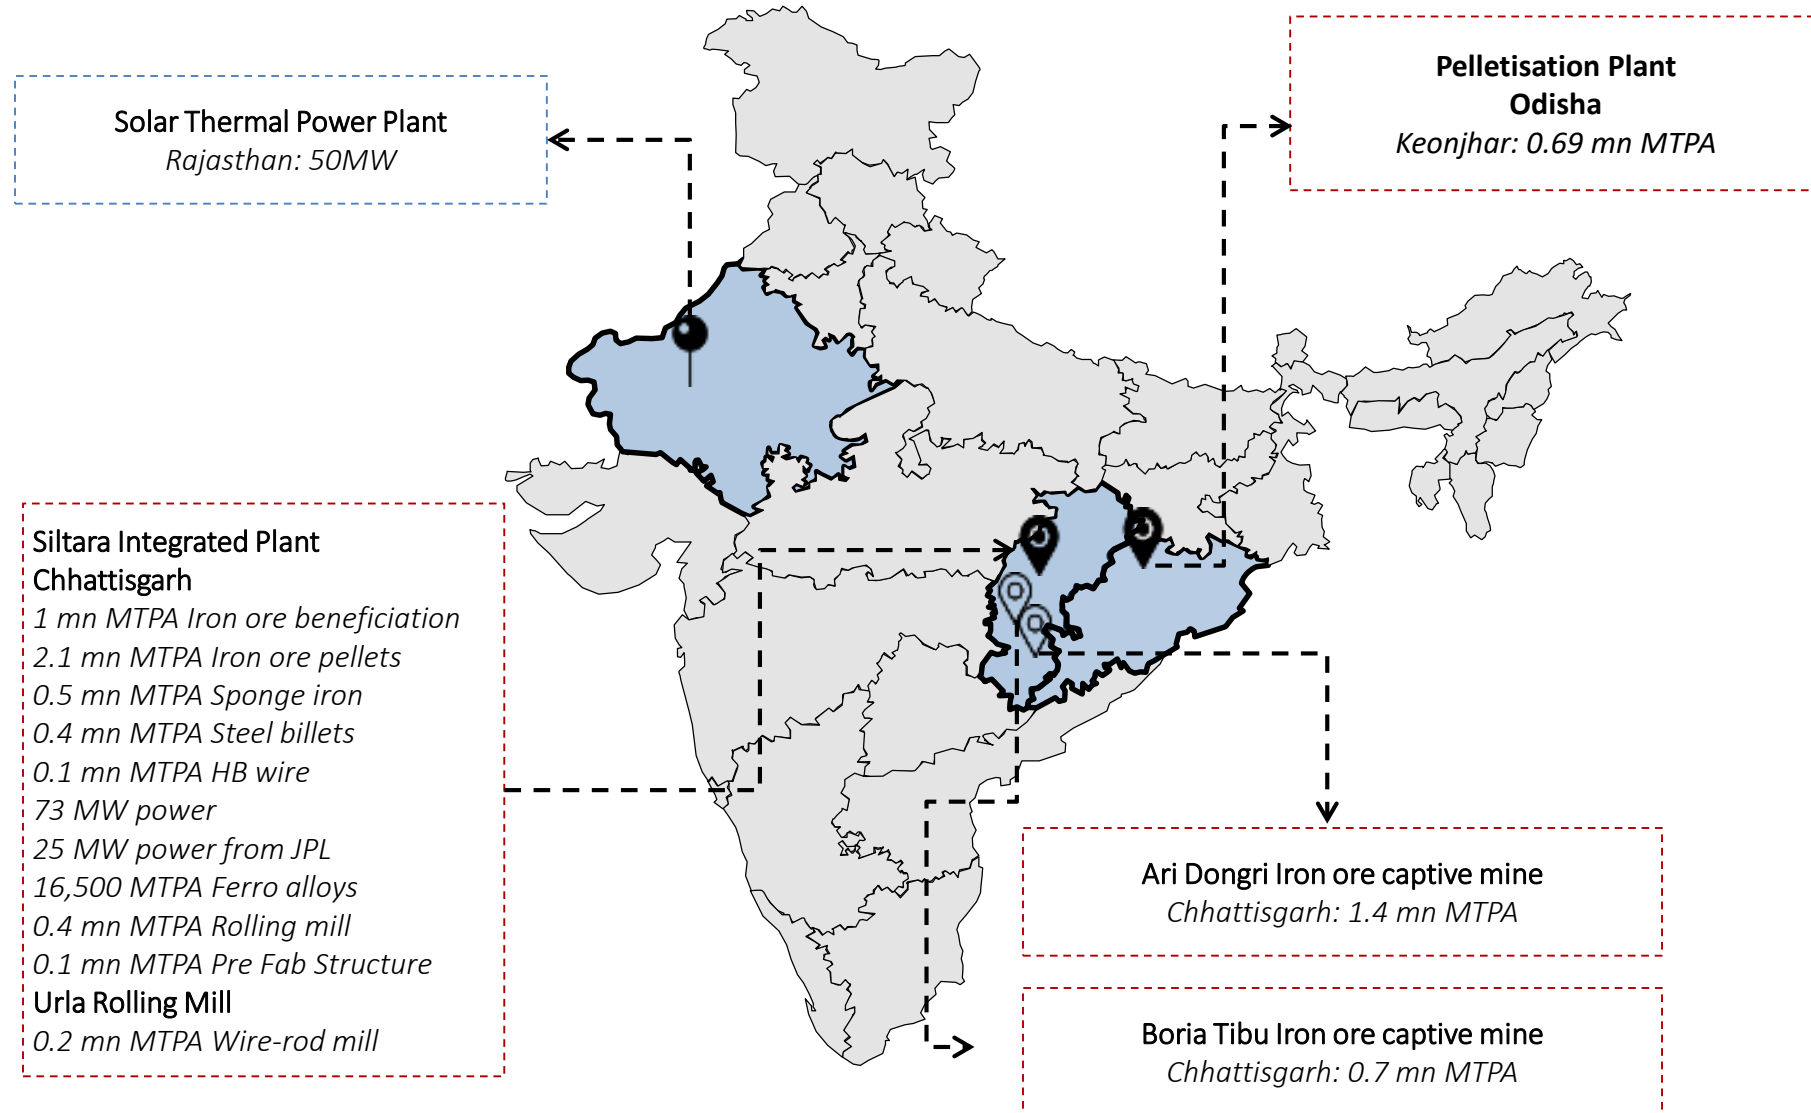 Solar Thermal Power Plant
Rajasthan: 50MW
Pelletisation Plant
Odisha
Keonjhar: 0.69 mn MTPA
Siltara Integrated Plant
Chhattisgarh
1 mn MTPA Iron ore beneficiation
2.1 mn MTPA Iron ore pellets
0.5 mn MTPA Sponge iron
0.4 mn MTPA Steel billets
0.1 mn MTPA HB wire
73 MW power
25 MW power from JPL
16,500 MTPA Ferro alloys
0.4 mn MTPA Rolling mill
0.1 mn MTPA Pre Fab Structure
Urla Rolling Mill
0.2 mn MTPA Wire-rod mill
Ari Dongri Iron ore captive mine
Chhattisgarh: 1.4 mn MTPA
Boria Tibu Iron ore captive mine
Chhattisgarh: 0.7 mn MTPA